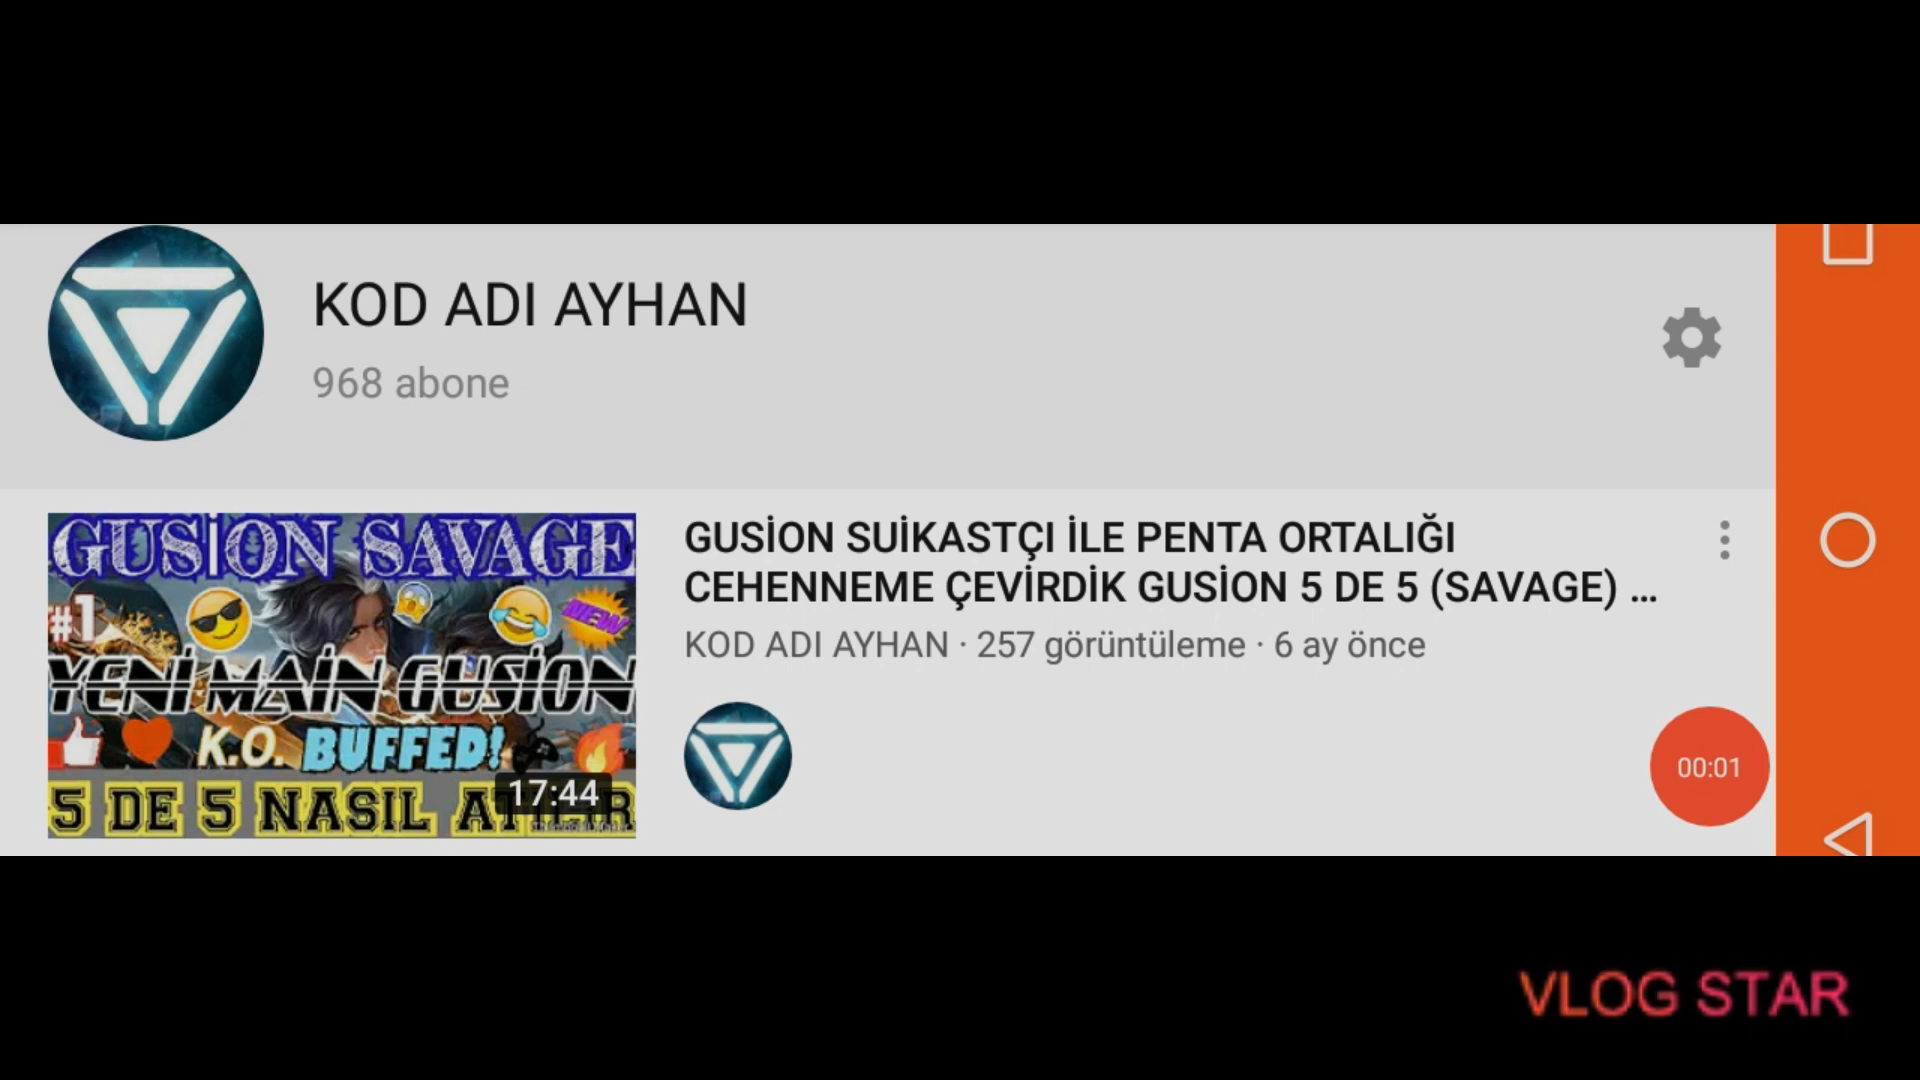 KOD ADI AYHAN
968 abone
GUSİON SAVAGE
#1
NEW
YENİ MAİN GUSİON
K.O. BUFFED!
5 DE 5 NASIL
17:44
GUSİON SUİKASTÇI İLE PENTA ORTALIĞI
CEHENNEME ÇEVİRDİK GUSİON 5 DE 5 (SAVAGE) ...
KOD ADI AYHAN · 257 görüntüleme · 6 ay önce
00:01
VLOG STAR